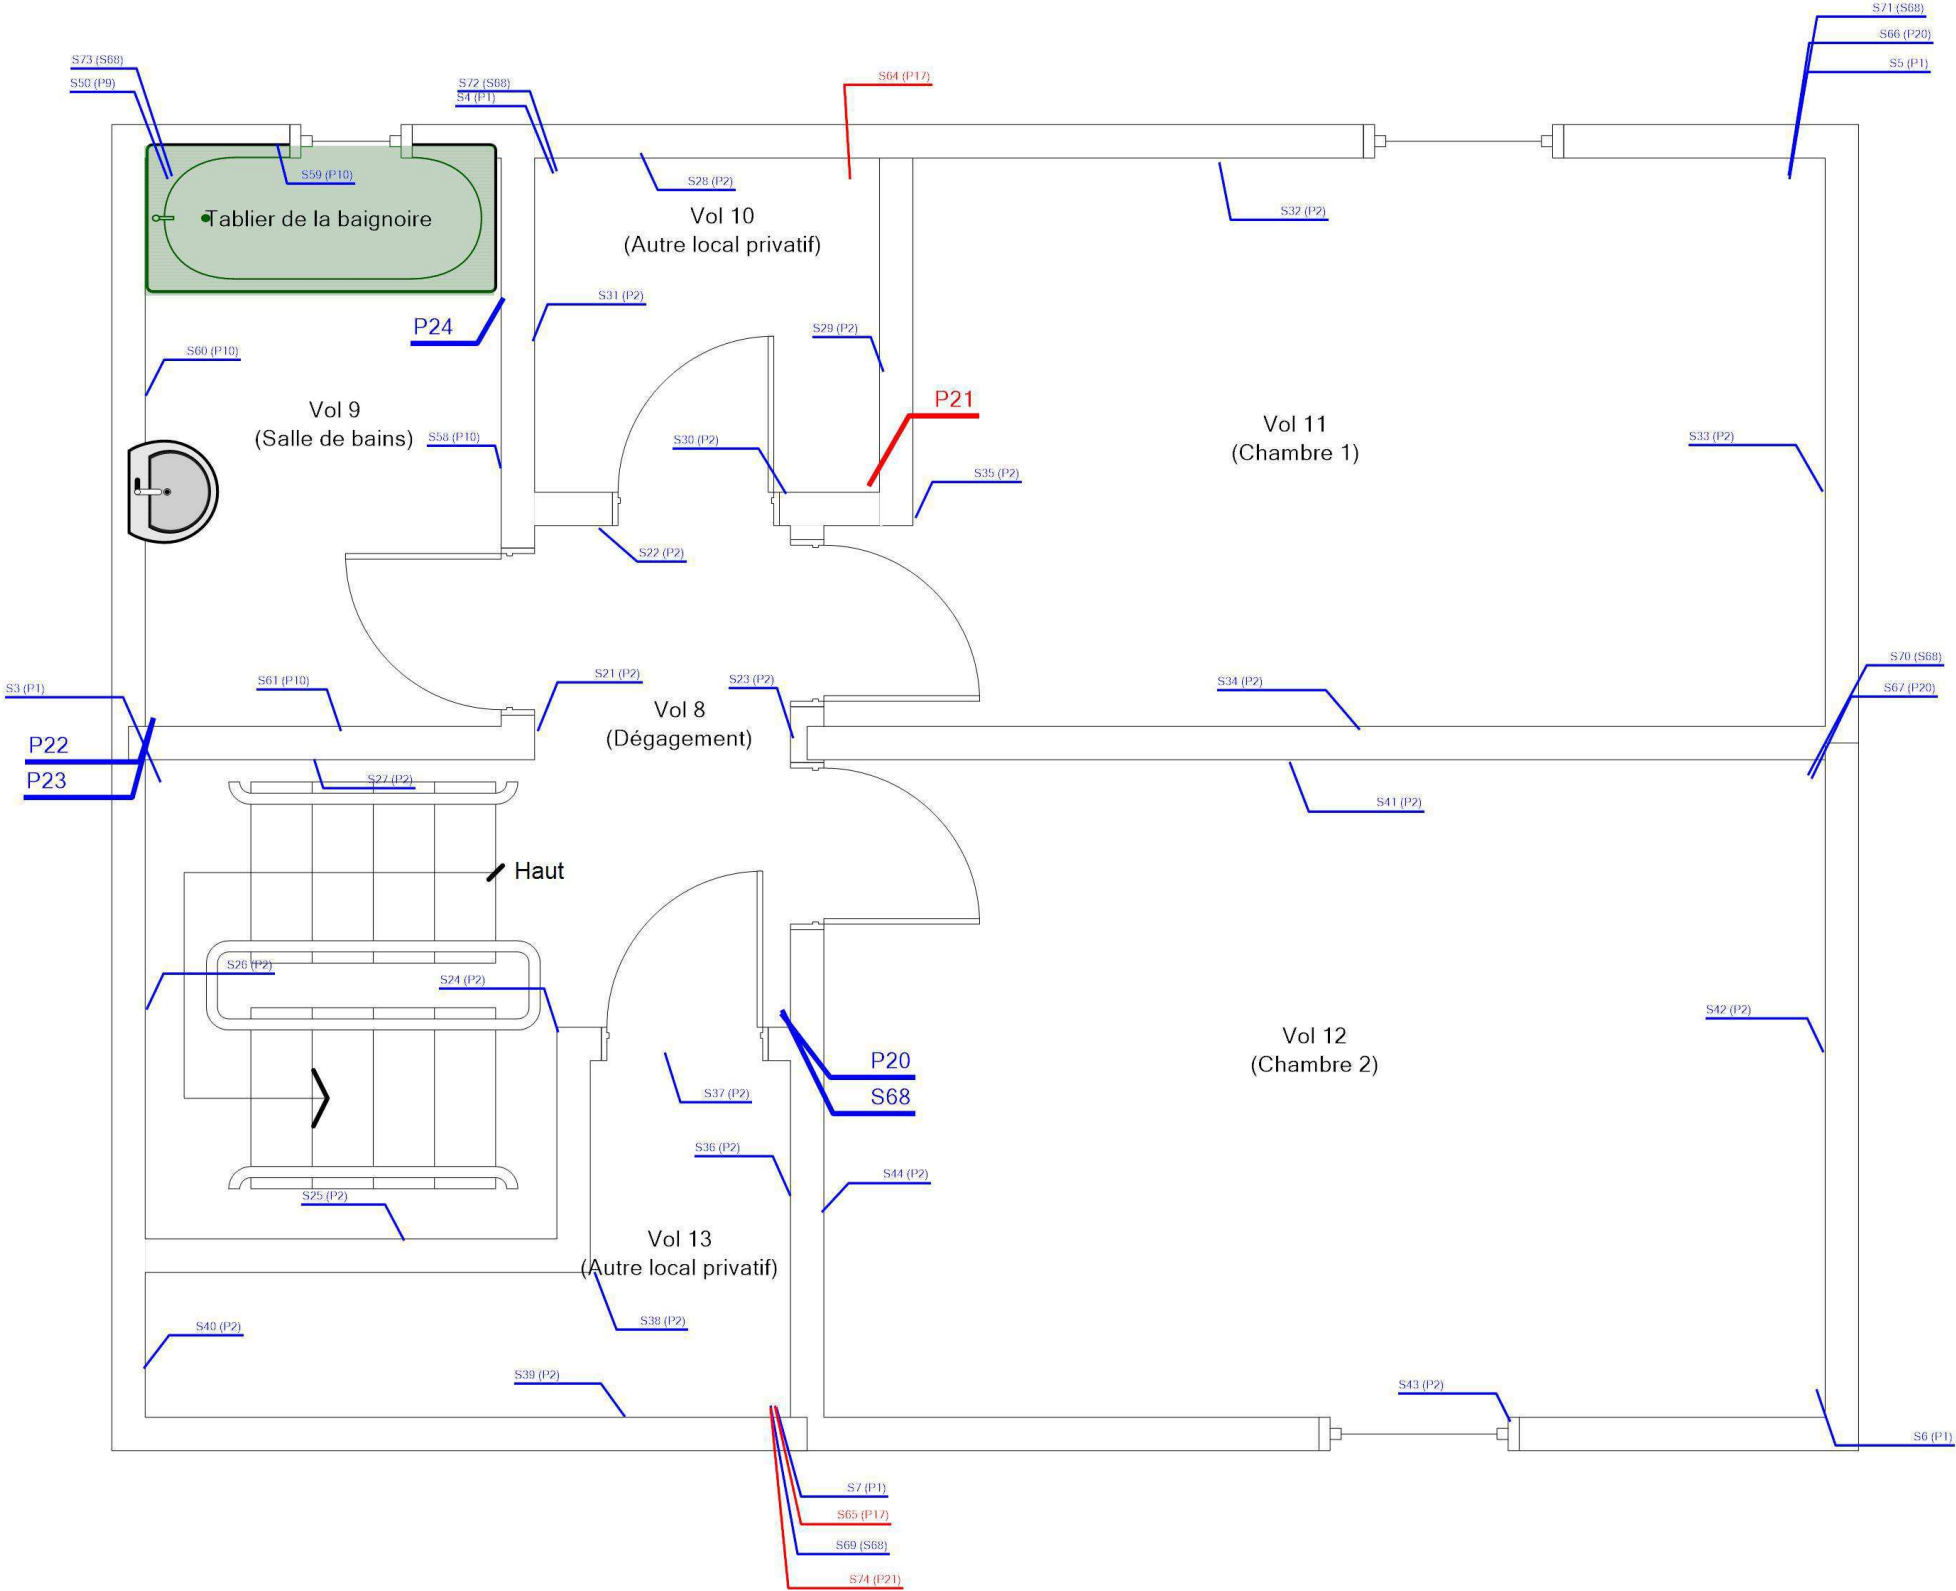 S71 (S68)
S66 (P20)
S5 (P1)
S73 (S68)
S50 (P9)
S72 (S68)
S4 (P1)
S64 (P17)
S59 (P10)
S28 (P2)
S32 (P2)
Tablier de la baignoire
Vol 10
(Autre local privatif)
S31 (P2)
P24
S29 (P2)
S60 (P10)
P21
Vol 9
(Salle de bains)
S58 (P10)
S30 (P2)
Vol 11
(Chambre 1)
S33 (P2)
S35 (P2)
S22 (P2)
S3 (P1)
S61 (P10)
S21 (P2)
S23 (P2)
S34 (P2)
S70 (S68)
S67 (P20)
Vol 8
(Dégagement)
P22
P23
S27 (P2)
S41 (P2)
Haut
S26 (P2)
S24 (P2)
S42 (P2)
Vol 12
(Chambre 2)
P20
S68
S37 (P2)
S36 (P2)
S44 (P2)
S25 (P2)
Vol 13
(Autre local privatif)
S40 (P2)
S38 (P2)
S39 (P2)
S43 (P2)
S6 (P1)
S7 (P1)
S65 (P17)
S69 (S68)
S74 (P21)